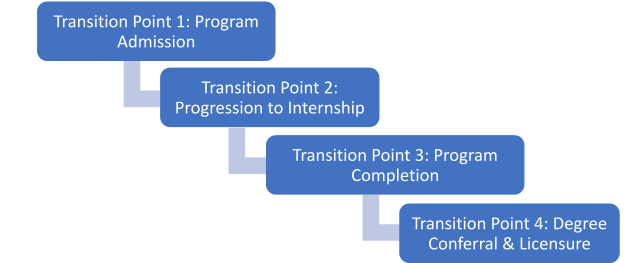 Transition Point 1: Program
Admission
Transition Point 2:
Progression to Internship
Transition Point 3: Program
Completion
Transition Point 4: Degree
Conferral & Licensure